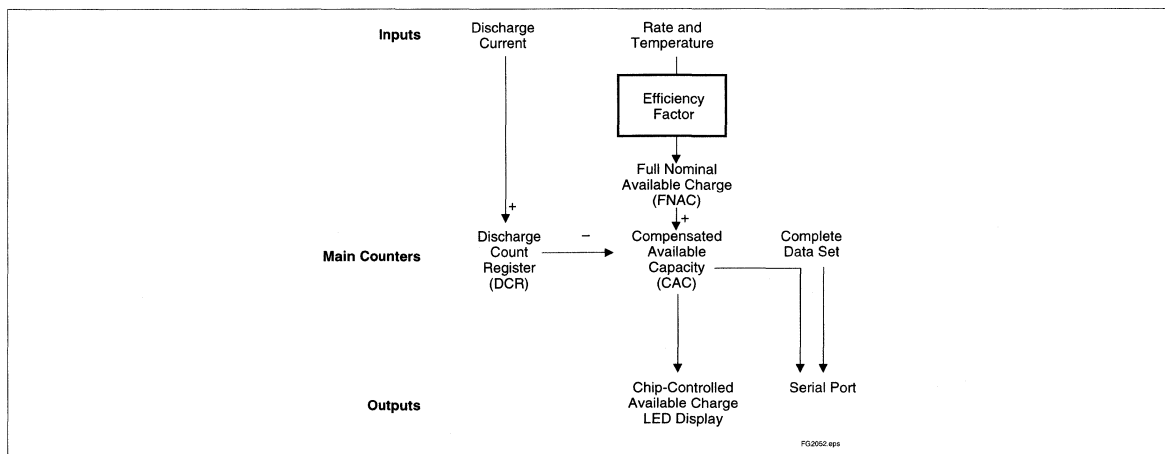 Inputs
Discharge
Current
Rate and
Temperature
Efficiency
Factor
Full Nominal
Available Charge
(FNAC)
+
+
Main Counters
Discharge
Count
Register
(DCR)
–
Compensated
Available
Capacity
(CAC)
Complete
Data Set
Outputs
Chip-Controlled
Available Charge
LED Display
Serial Port
FG2052.eps